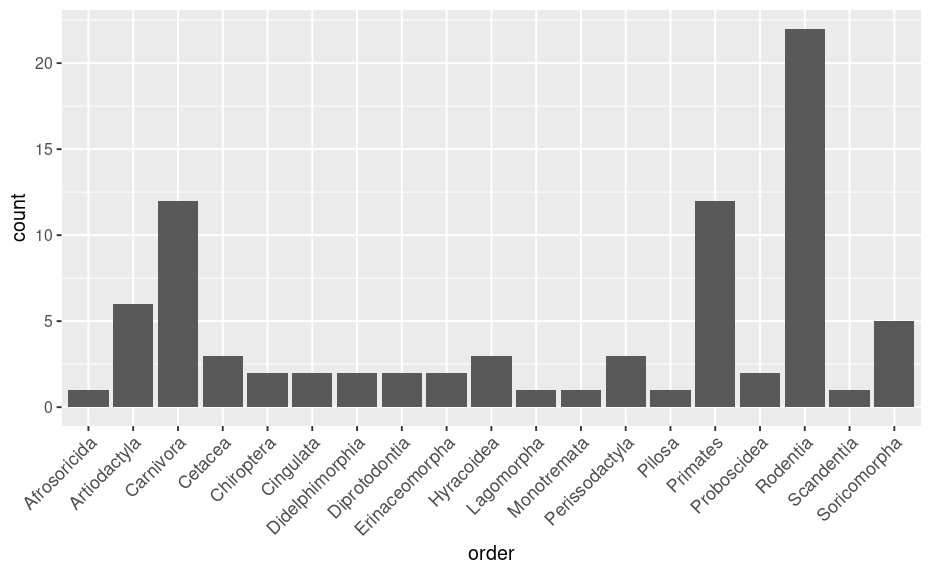 count
20
15
10
5
0
Afrosoricida
Artiodactyla
Carnivora
Cetacea
Chiroptera
Cingulata
Didelphimorphia
Diprotodontia
Erinaceomorpha
Hyracoidea
Lagomorpha
Monotremata
Perissodactyla
Pilosa
Primates
Proboscidea
Rodentia
Scandentia
Soricomorpha
order